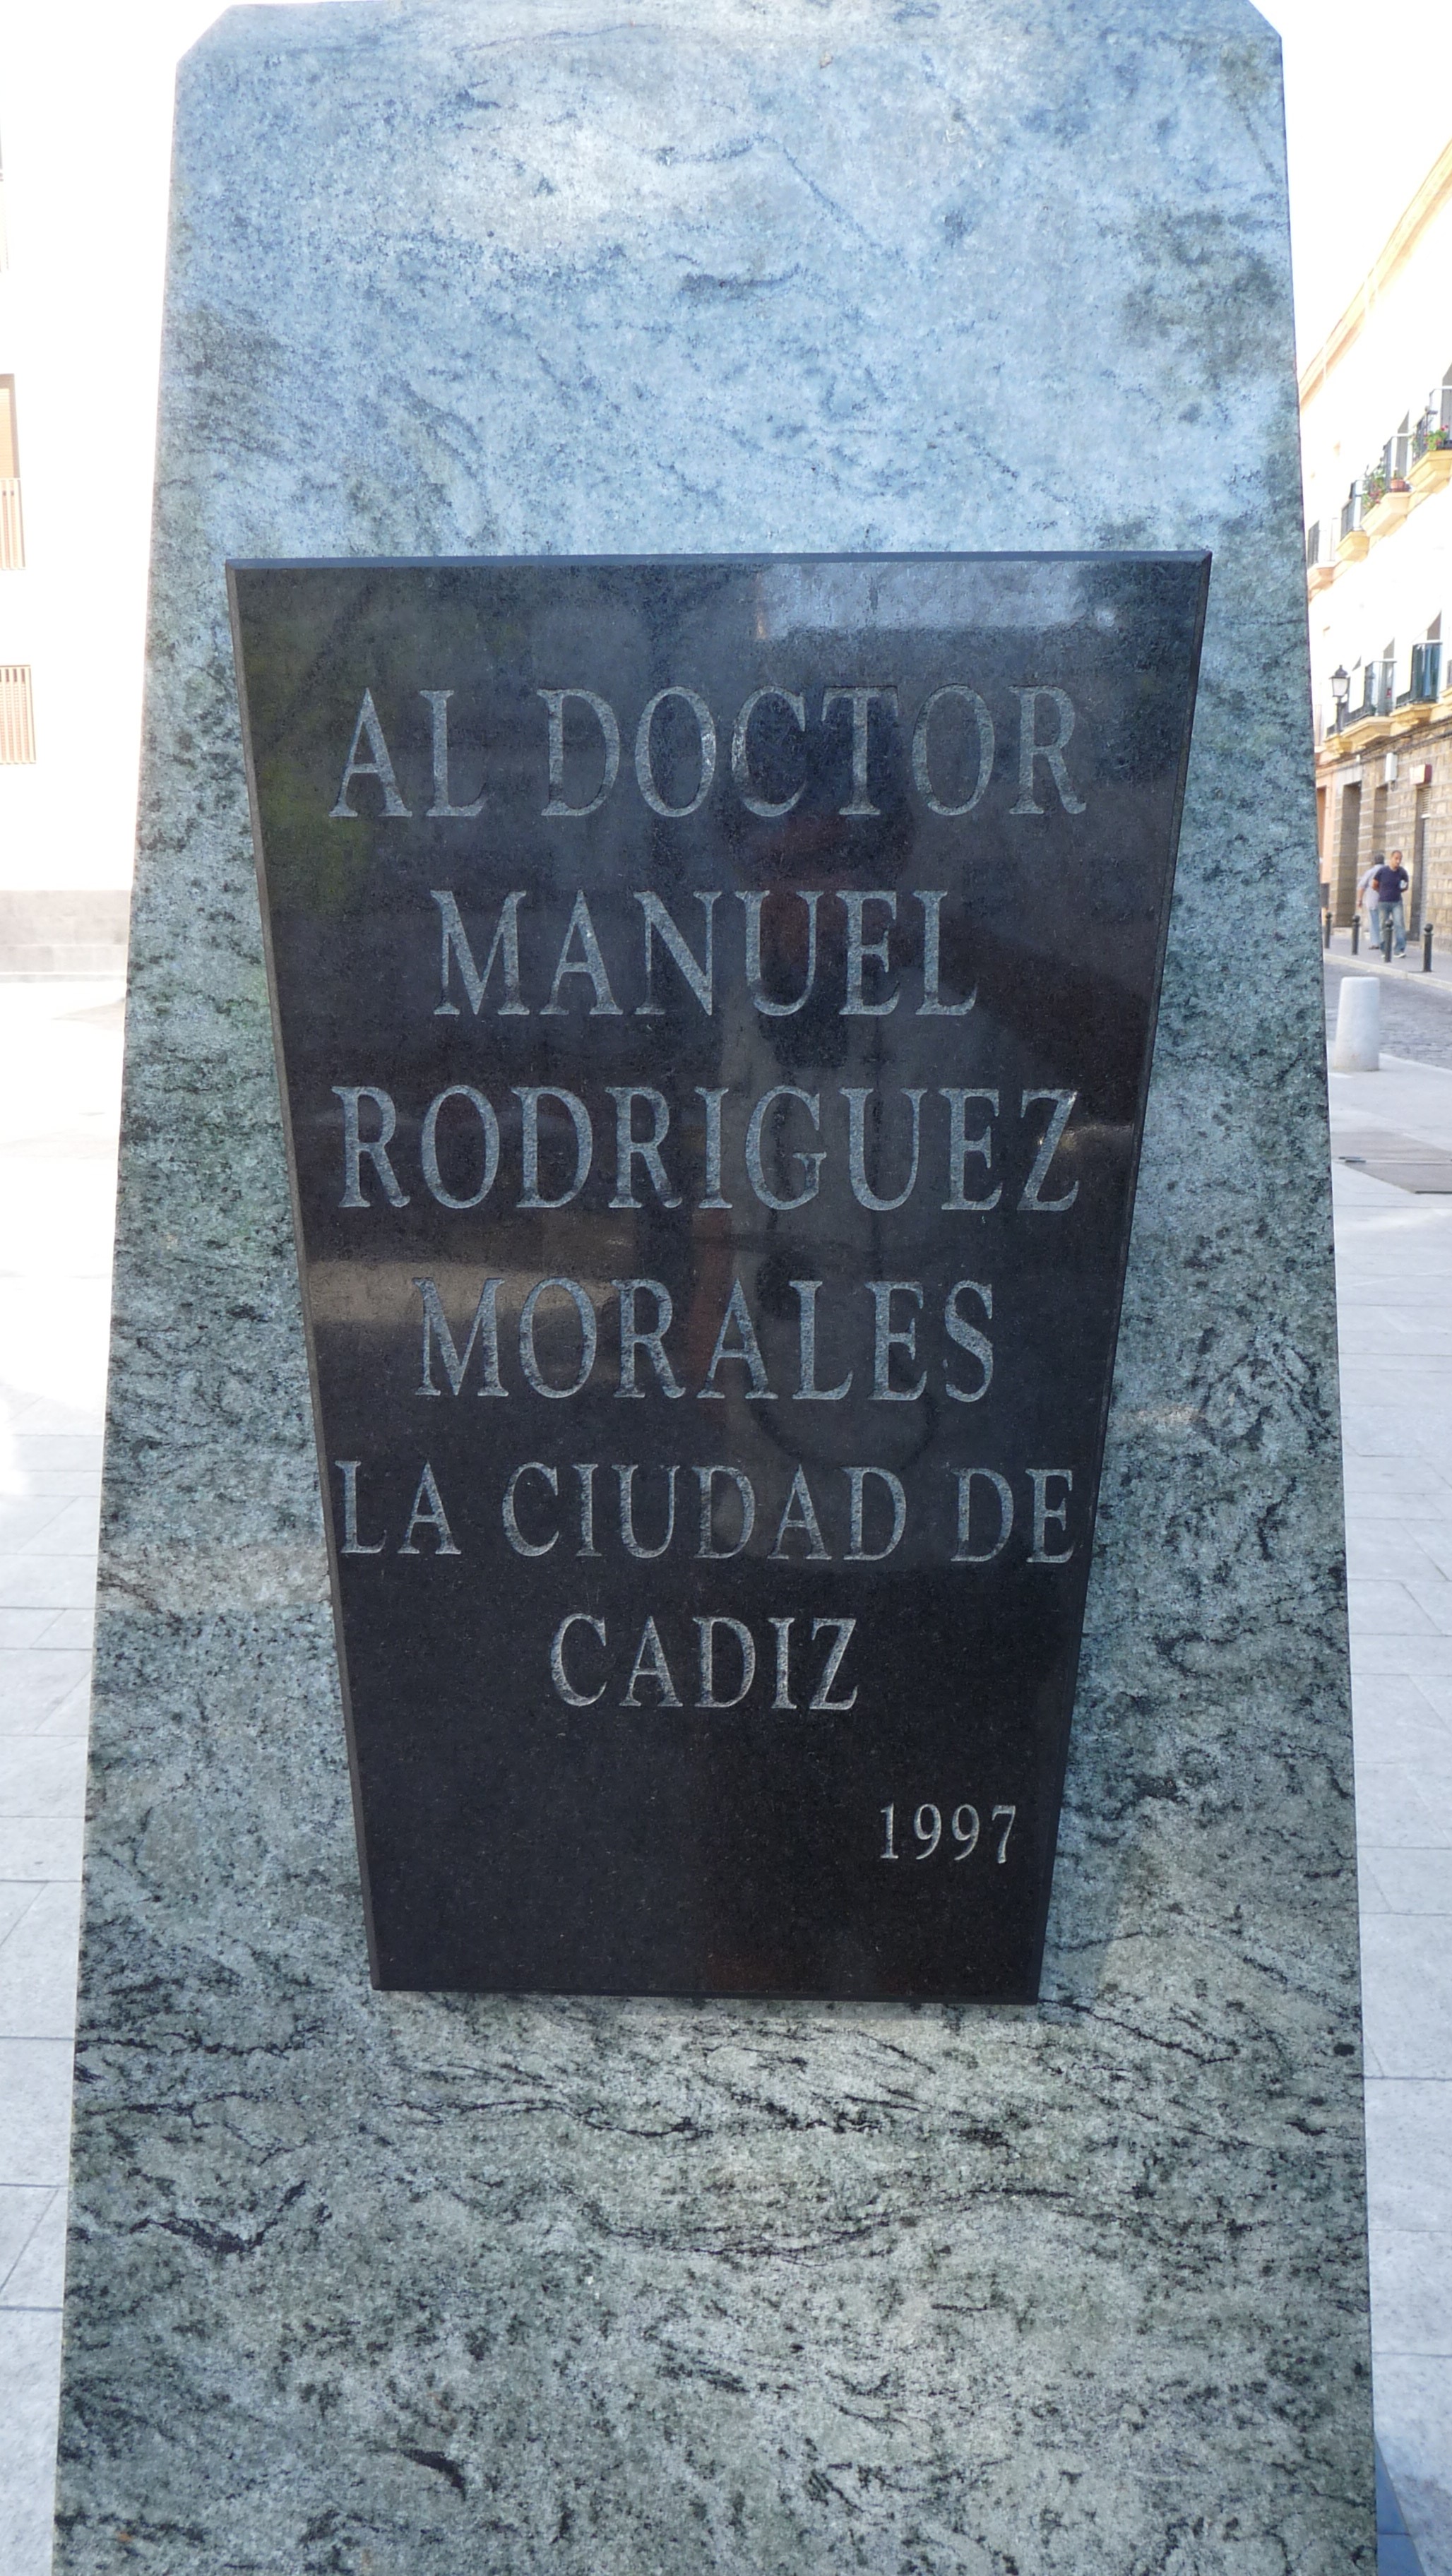 AL DOCTOR
MANUEL
RODRIGUEZ
MORALES
LA CIUDAD DE
CADIZ
1997